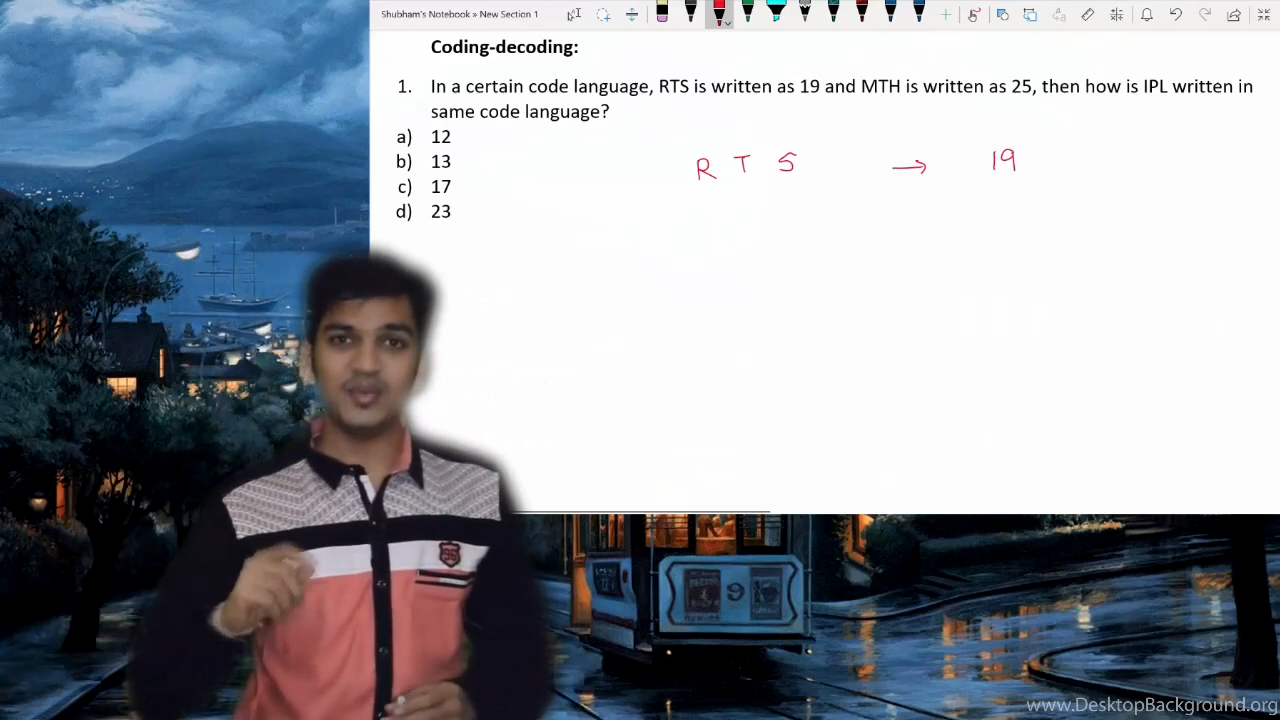 Shubham's Notebook » New Section 1
Coding-decoding:
1. In a certain code language, RTS is written as 19 and MTH is written as 25, then how is IPL written in
same code language?
a) 12
b) 13
c) 17
d) 23
R T S → 19
9
www.DesktopBackground.org